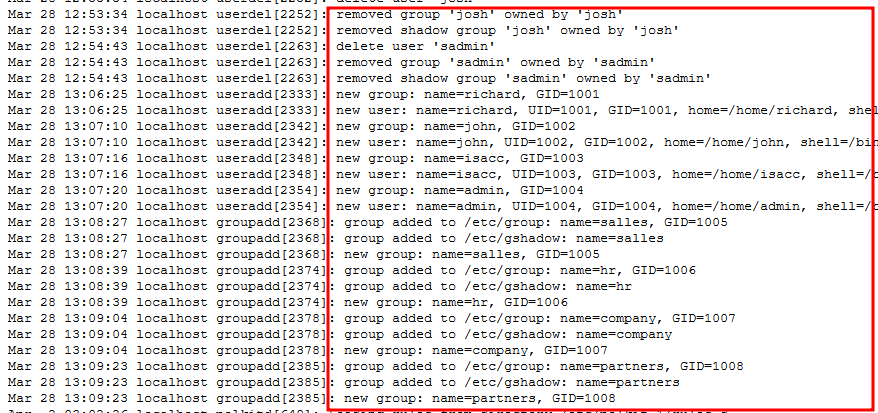 delete user 'josh'
Mar 28 12:53:34 localhost userdel[2252]: removed group 'josh' owned by 'josh'
Mar 28 12:53:34 localhost userdel[2252]: removed shadow group 'josh' owned by 'josh'
Mar 28 12:54:43 localhost userdel[2263]: delete user 'sadmin'
Mar 28 12:54:43 localhost userdel[2263]: removed group 'sadmin' owned by 'sadmin'
Mar 28 12:54:43 localhost userdel[2263]: removed shadow group 'sadmin' owned by 'sadmin'
Mar 28 13:06:25 localhost useradd[2333]: new group: name=richard, GID=1001
Mar 28 13:06:25 localhost useradd[2333]: new user: name=richard, UID=1001, GID=1001, home=/home/richard, shel
Mar 28 13:07:10 localhost useradd[2342]: new group: name=john, GID=1002
Mar 28 13:07:10 localhost useradd[2342]: new user: name=john, UID=1002, GID=1002, home=/home/john, shell=/bin
Mar 28 13:07:16 localhost useradd[2348]: new group: name=isacc, GID=1003
Mar 28 13:07:16 localhost useradd[2348]: new user: name=isacc, UID=1003, GID=1003, home=/home/isacc, shell=/
Mar 28 13:07:20 localhost useradd[2354]: new group: name=admin, GID=1004
Mar 28 13:07:20 localhost useradd[2354]: new user: name=admin, UID=1004, GID=1004, home=/home/admin, shell=/
Mar 28 13:08:27 localhost groupadd[2368]: group added to /etc/group: name=salles, GID=1005
Mar 28 13:08:27 localhost groupadd[2368]: group added to /etc/gshadow: name=salles
Mar 28 13:08:27 localhost groupadd[2368]: new group: name=salles, GID=1005
Mar 28 13:08:39 localhost groupadd[2374]: group added to /etc/group: name=hr, GID=1006
Mar 28 13:08:39 localhost groupadd[2374]: group added to /etc/gshadow: name=hr
Mar 28 13:08:39 localhost groupadd[2374]: new group: name=hr, GID=1006
Mar 28 13:09:04 localhost groupadd[2378]: group added to /etc/group: name=company, GID=1007
Mar 28 13:09:04 localhost groupadd[2378]: group added to /etc/gshadow: name=company
Mar 28 13:09:04 localhost groupadd[2378]: new group: name=company, GID=1007
Mar 28 13:09:23 localhost groupadd[2385]: group added to /etc/group: name=partners, GID=1008
Mar 28 13:09:23 localhost groupadd[2385]: group added to /etc/gshadow: name=partners
Mar 28 13:09:23 localhost groupadd[2385]: new group: name=partners, GID=1008